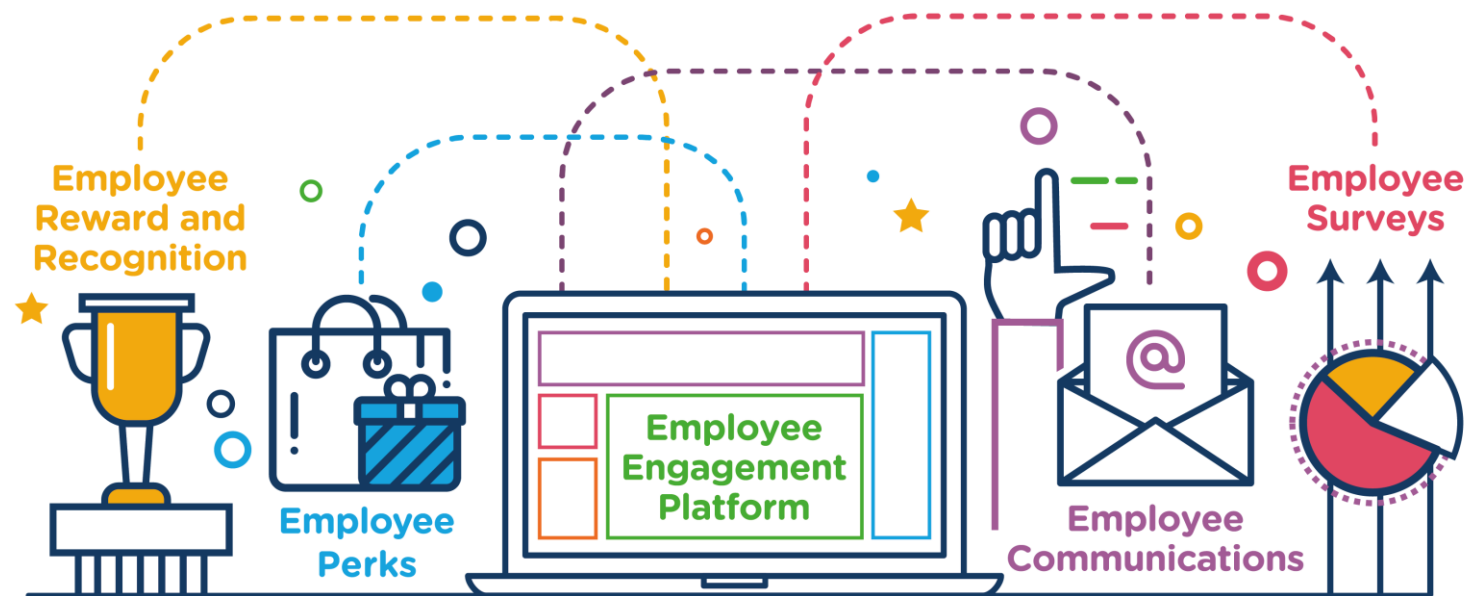 Employee
Reward and
Recognition
Employee
Perks
Employee
Engagement
Platform
@
Employee
Communications
Employee
Surveys